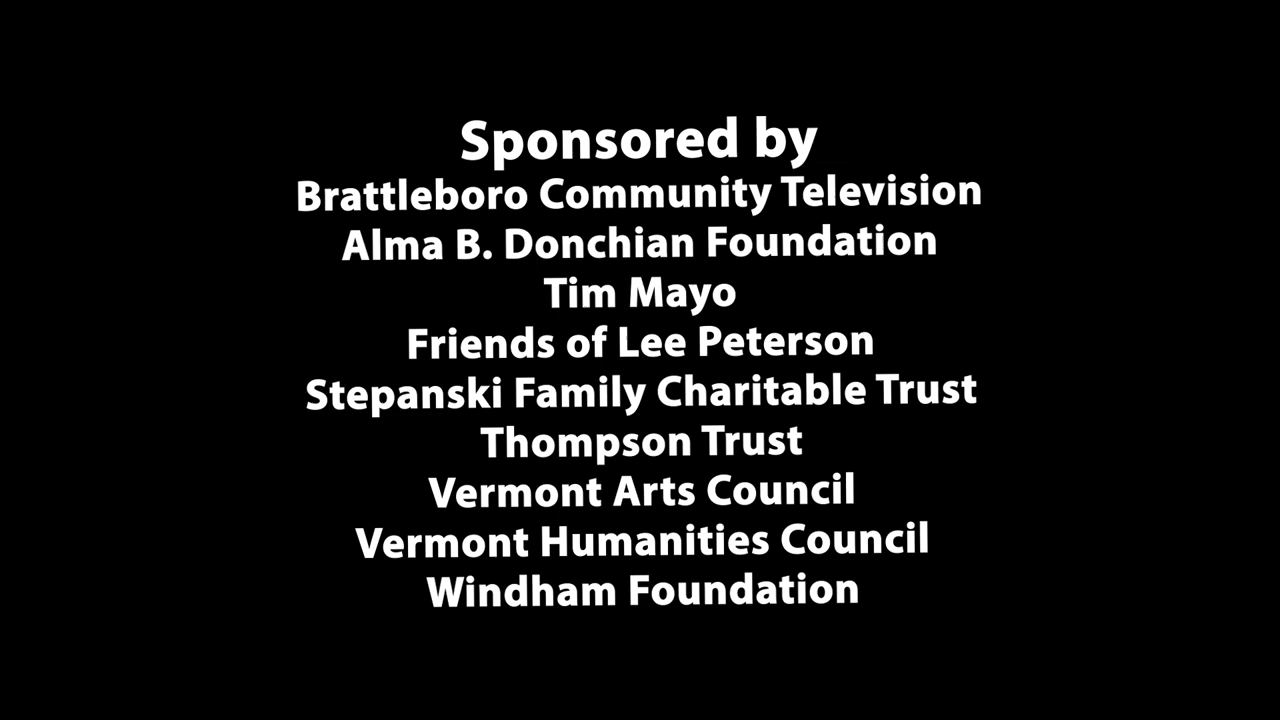 Sponsored by
Brattleboro Community Television
Alma B. Donchian Foundation
Tim Mayo
Friends of Lee Peterson
Stepanski Family Charitable Trust
Thompson Trust
Vermont Arts Council
Vermont Humanities Council
Windham Foundation